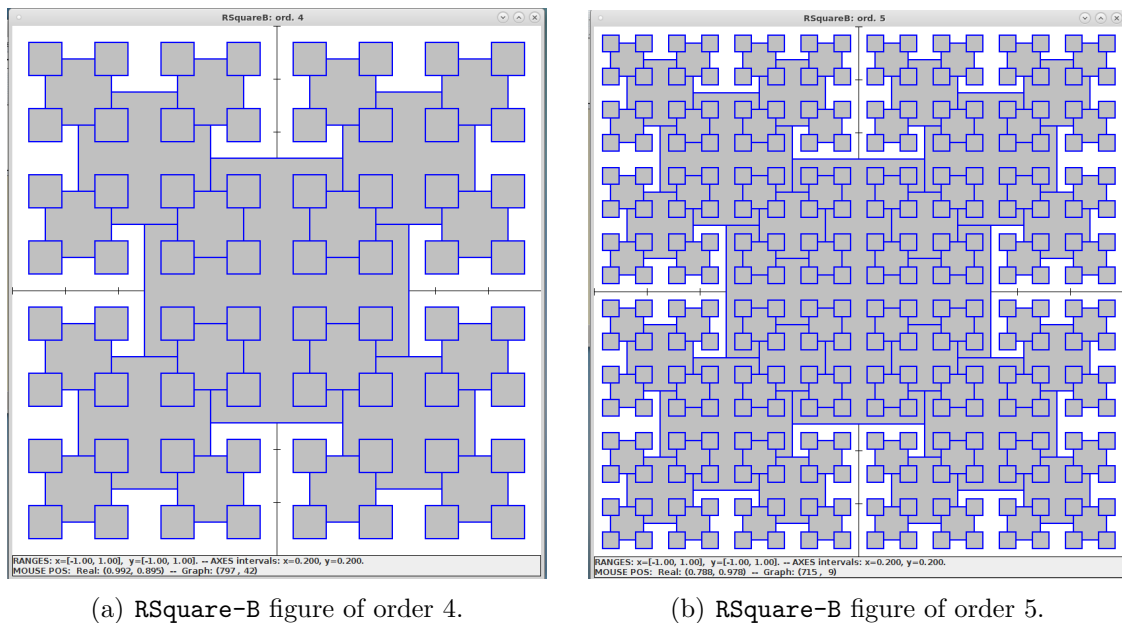 RSquareB: ord. 4
RANGES: x=[-1.00, 1.00], y=[-1.00, 1.00]. -- AXES intervals: x=0.200, y=0.200.
MOUSE POS: Real: (0.992, 0.895) -- Graph: (797 , 42)
(a) RSquare-B figure of order 4.
RSquareB: ord. 5
RANGES: x=[-1.00, 1.00], y=[-1.00, 1.00]. -- AXES intervals: x=0.200, y=0.200.
MOUSE POS: Real: (0.788, 0.978) -- Graph: (715 , 9)
(b) RSquare-B figure of order 5.